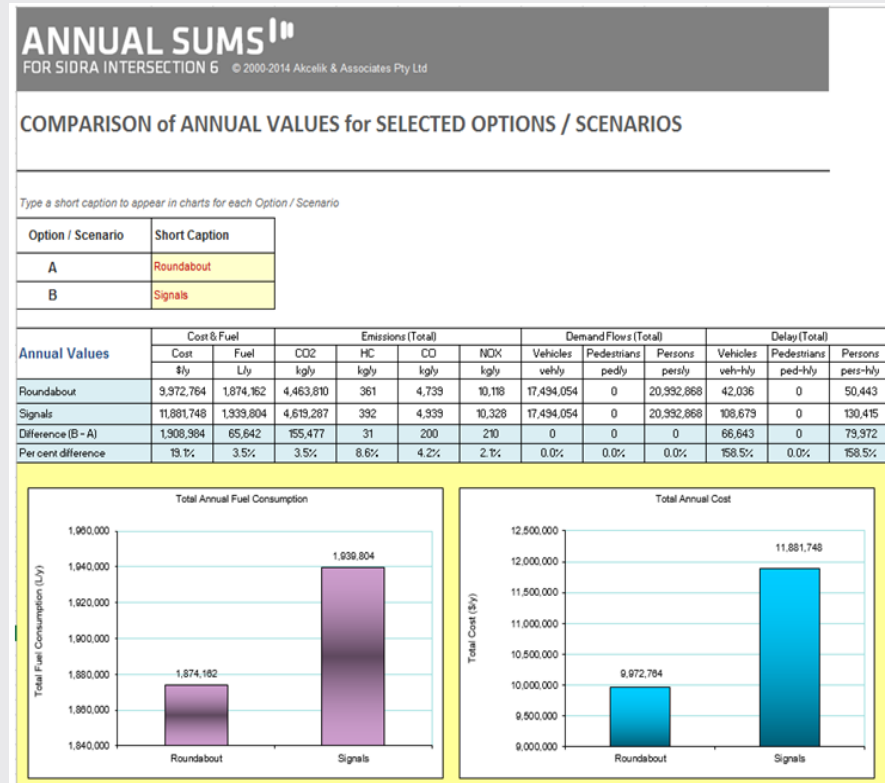 ANNUAL SUMS
FOR SIDRA INTERSECTION 6 © 2000-2014 Akcelik & Associates Pty Ltd
COMPARISON of ANNUAL VALUES for SELECTED OPTIONS / SCENARIOS
Type a short caption to appear in charts for each Option / Scenario
Option / Scenario Short Caption
A Roundabout
B Signals
Annual Values Cost & Fuel Emissions (Total) Demand Flows (Total) Delay (Total)
Cost Fuel CO2 HC CO NOX Vehicles Pedestrians Persons Vehicles Pedestrians Persons
$/y L/y kg/y kg/y kg/y kg/y veh/y ped/y pers/y veh-h/y ped-h/y pers-h/y
Roundabout 9,972,764 1,874,162 4,463,810 361 4,739 10,118 17,494,054 0 20,992,868 42,036 0 50,443
Signals 11,881,748 1,939,804 4,619,287 392 4,939 10,328 17,494,054 0 20,992,868 108,679 0 130,415
Difference (B - A) 1,908,984 65,642 155,477 31 200 210 0 0 0 66,643 0 79,972
Per cent difference 19.1% 3.5% 3.5% 8.6% 4.2% 2.1% 0.0% 0.0% 0.0% 158.5% 0.0% 158.5%
Total Annual Fuel Consumption
Total Fuel Consumption (L/y)
1,960,000
1,940,000
1,920,000
1,900,000
1,880,000
1,860,000
1,840,000
1,874,162
1,939,804
Roundabout Signals
Total Annual Cost
Total Cost ($/y)
12,500,000
12,000,000
11,500,000
11,000,000
10,500,000
10,000,000
9,500,000
9,000,000
9,972,764
11,881,748
Roundabout Signals